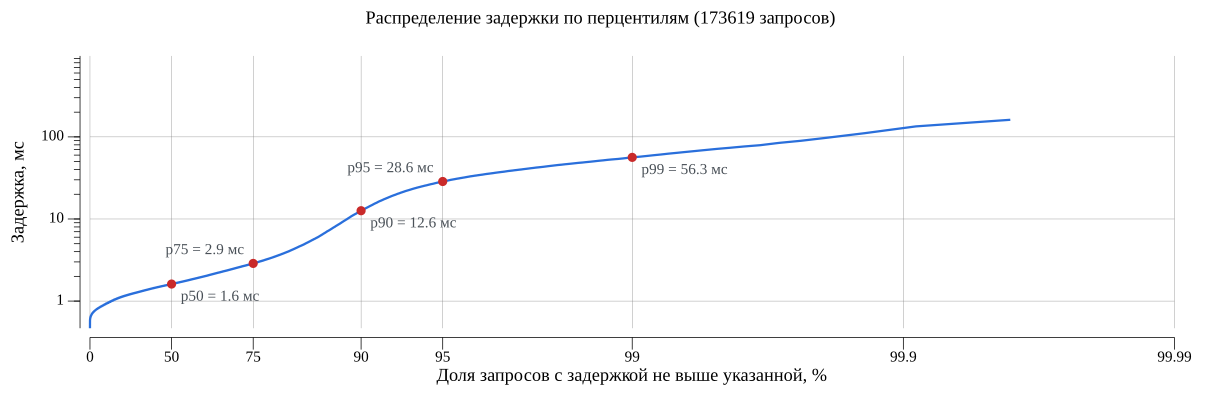 Распределение задержки по перцентилям (173619 запросов)
Задержка, мс
100
10
1
p50 = 1.6 мс
p75 = 2.9 мс
p90 = 12.6 мс
p95 = 28.6 мс
p99 = 56.3 мс
0 50 75 90 95 99 99.9 99.99
Доля запросов с задержкой не выше указанной, %